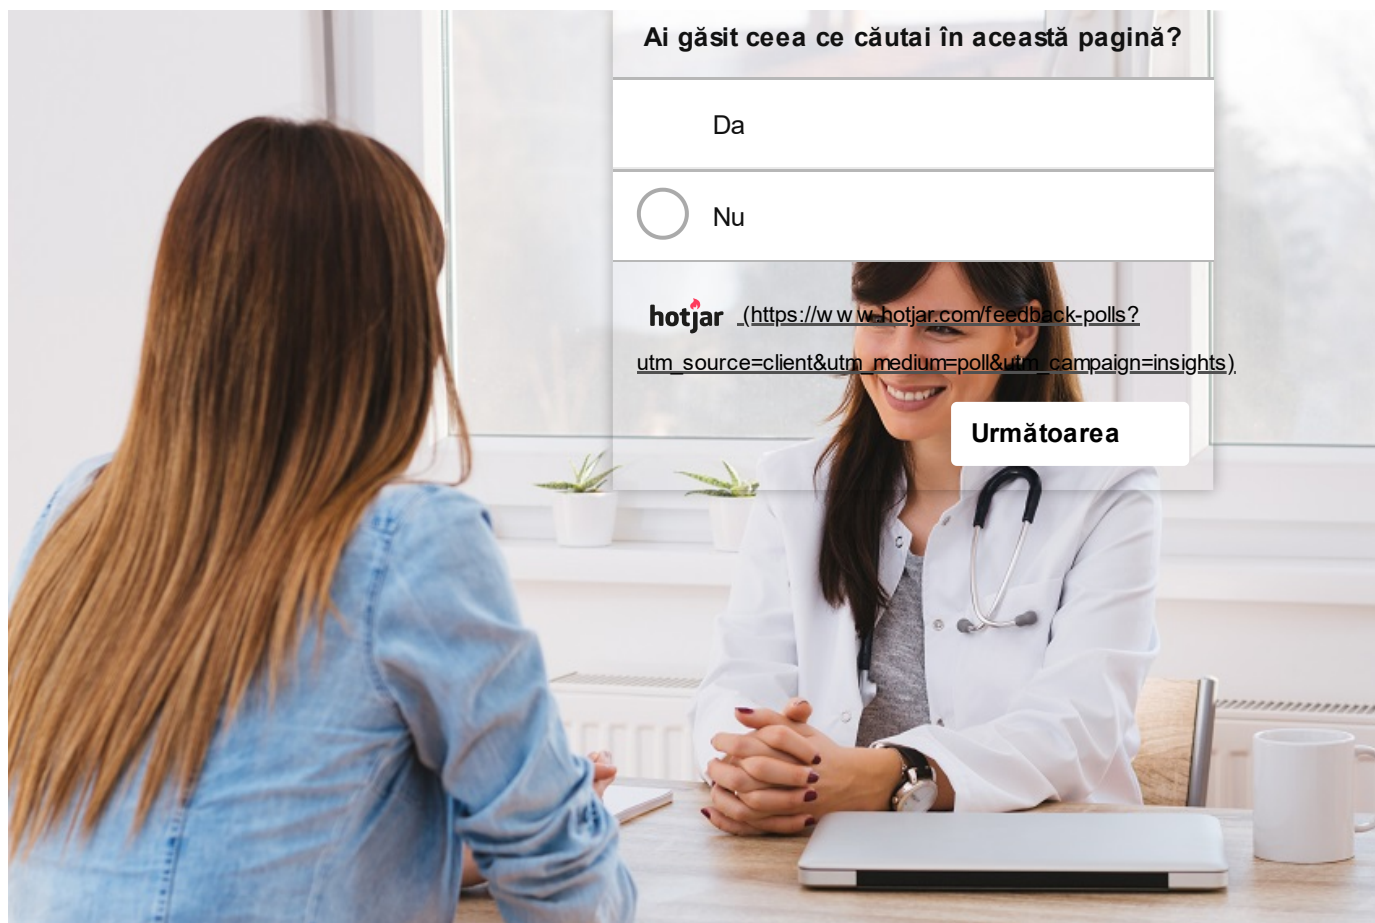 Ai găsit ceea ce căutai în această pagină?
Da
Nu
hotjar (https://www.hotjar.com/feedback-polls?
utm_source=client&utm_medium=poll&utm_campaign=insights)
Următoarea